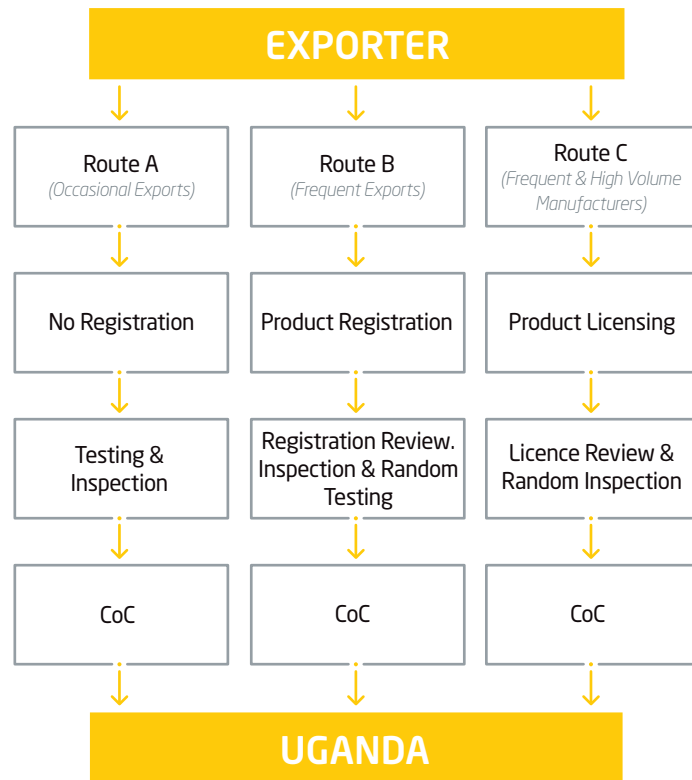 EXPORTER
Route A
(Occasional Exports)
Route B
(Frequent Exports)
Route C
(Frequent & High Volume
Manufacturers)
No Registration
Product Registration
Product Licensing
Testing &
Inspection
Registration Review.
Inspection & Random
Testing
Licence Review &
Random Inspection
CoC
CoC
CoC
UGANDA